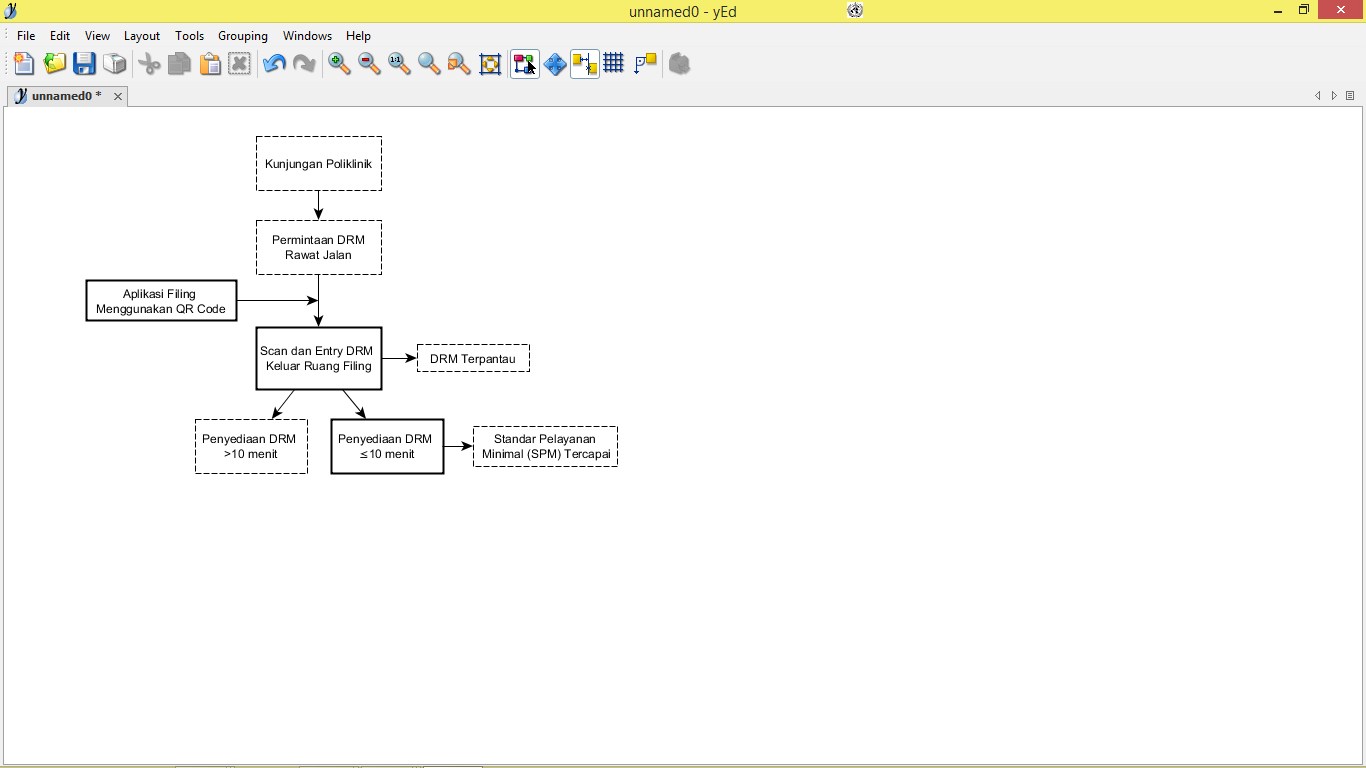 unnamed0 - yEd
File Edit View Layout Tools Grouping Windows Help
1:1
unnamed0 *
Kunjungan Poliklinik
Permintaan DRM
Rawat Jalan
Aplikasi Filing
Menggunakan QR Code
Scan dan Entry DRM
Keluar Ruang Filing
DRM Terpantau
Penyediaan DRM
>10 menit
Penyediaan DRM
≤10 menit
Standar Pelayanan
Minimal (SPM) Tercapai